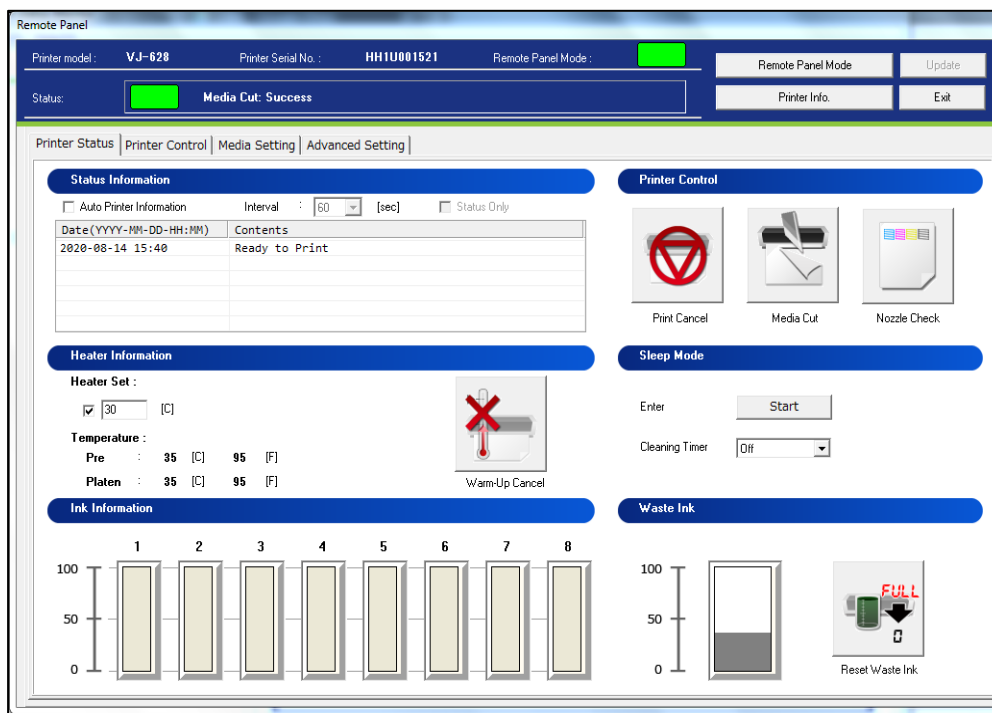 Remote Panel
Printer model : VJ-628 Printer Serial No. : HH1U001521 Remote Panel Mode :
Remote Panel Mode Update
Status: Media Cut: Success
Printer Info. Exit
Printer Status Printer Control Media Setting Advanced Setting
Status Information
Auto Printer Information Interval : 60 [sec] Status Only
Date(YYYY-MM-DD-HH:MM) Contents
2020-08-14 15:40 Ready to Print
Printer Control
Print Cancel Media Cut Nozzle Check
Heater Information
Heater Set :
30 [C]
Temperature :
Pre : 35 [C] 95 [F]
Platen : 35 [C] 95 [F]
Warm-Up Cancel
Sleep Mode
Enter Start
Cleaning Timer Off
Ink Information
1 2 3 4 5 6 7 8
100
50
0
Waste Ink
100
50
0
FULL
0
Reset Waste Ink